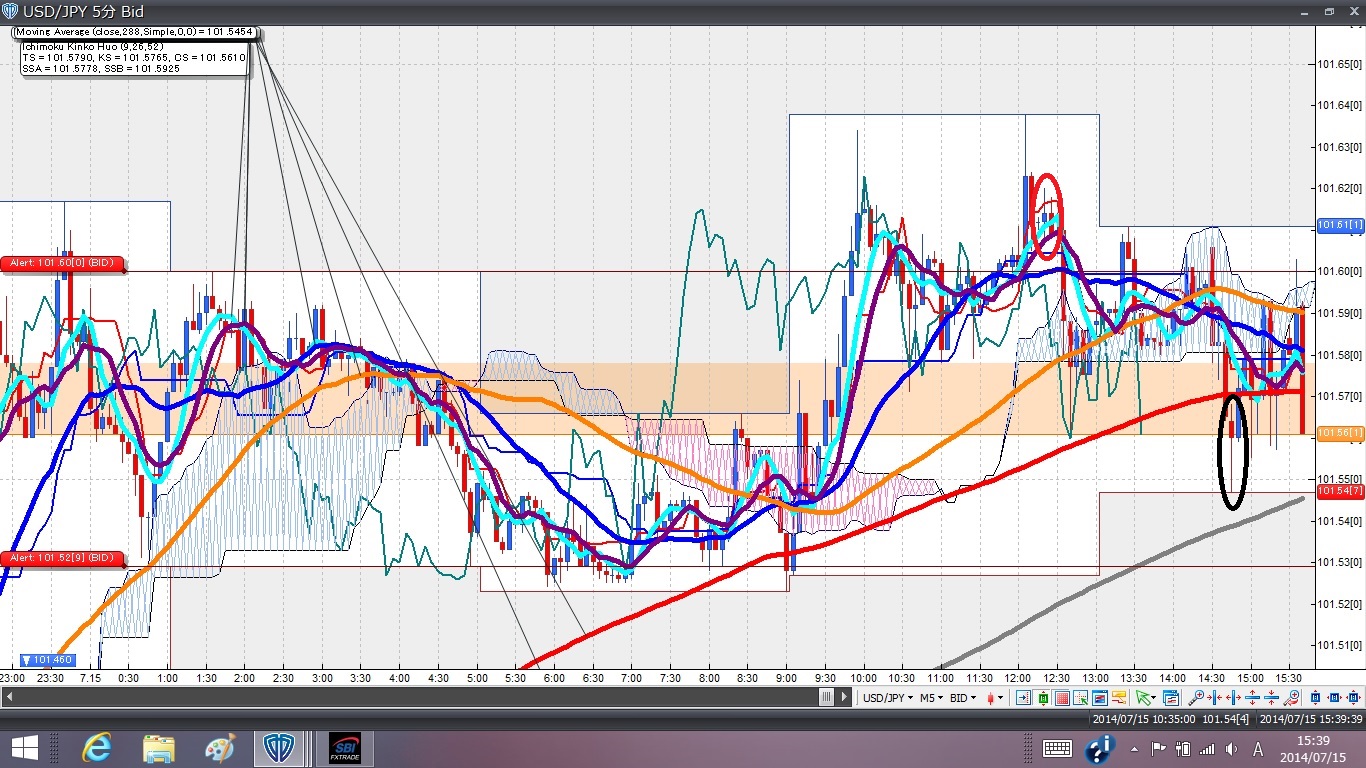 USD/JPY 5分 Bid
Moving Average (close,288,Simple,0,0) = 101.5454
Ichimoku Kinko Huo (9,26,52)
TS = 101.5790, KS = 101.5765, CS = 101.5610
SSA = 101.5778, SSB = 101.5925
101.65[0]
101.64[0]
101.63[0]
101.62[0]
101.61[1]
Alert: 101.60[0] (BID)
101.60[0]
101.59[0]
101.58[0]
101.57[0]
101.56[1]
101.55[0]
101.54[7]
101.54[0]
Alert: 101.52[9] (BID)
101.53[0]
101.52[0]
101.51[0]
▼ 101.460
23:00 23:30 7.15 0:30 1:00 1:30 2:00 2:30 3:00 3:30 4:00 4:30 5:00 5:30 6:00 6:30 7:00 7:30 8:00 8:30 9:00 9:30 10:00 10:30 11:00 11:30 12:00 12:30 13:00 13:30 14:00 14:30 15:00 15:30
USD/JPY M5 BID
2014/07/15 10:35:00 101.54[4] 2014/07/15 15:39:39
SBI
FXTRADE
A
15:39
2014/07/15